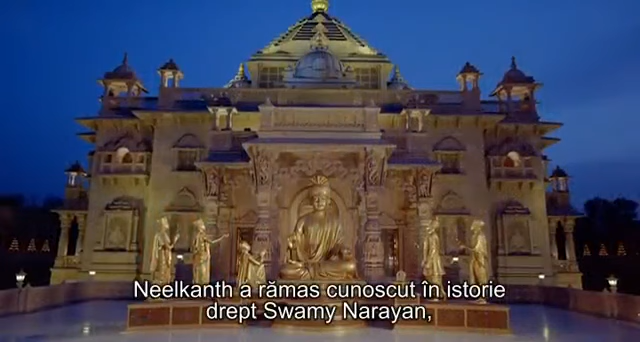 Neelkanth a rămas cunoscut în istorie
drept Swamy Narayan,